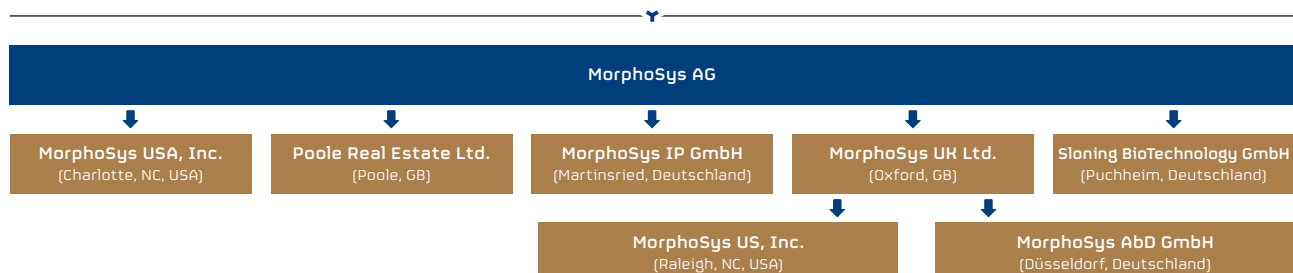 MorphoSys AG
MorphoSys USA, Inc.
(Charlotte, NC, USA)
Poole Real Estate Ltd.
(Poole, GB)
MorphoSys IP GmbH
(Martinsried, Deutschland)
MorphoSys UK Ltd.
(Oxford, GB)
Sloning BioTechnology GmbH
(Puchheim, Deutschland)
MorphoSys US, Inc.
(Raleigh, NC, USA)
MorphoSys AbD GmbH
(Düsseldorf, Deutschland)